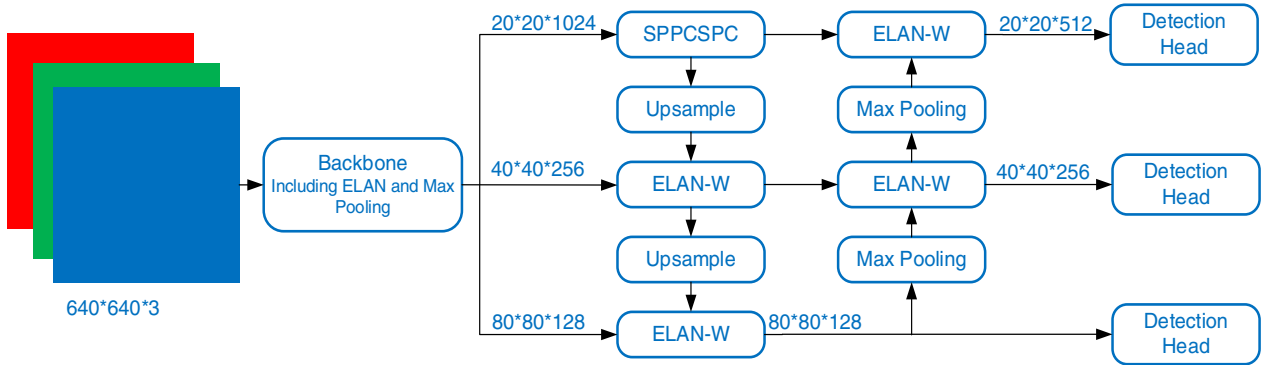 20*20*1024
SPPCSPC
ELAN-W
20*20*512
Detection
Head
Upsample
Max Pooling
Backbone
Including ELAN and Max
Pooling
40*40*256
ELAN-W
ELAN-W
40*40*256
Detection
Head
Upsample
Max Pooling
640*640*3
80*80*128
ELAN-W
80*80*128
Detection
Head